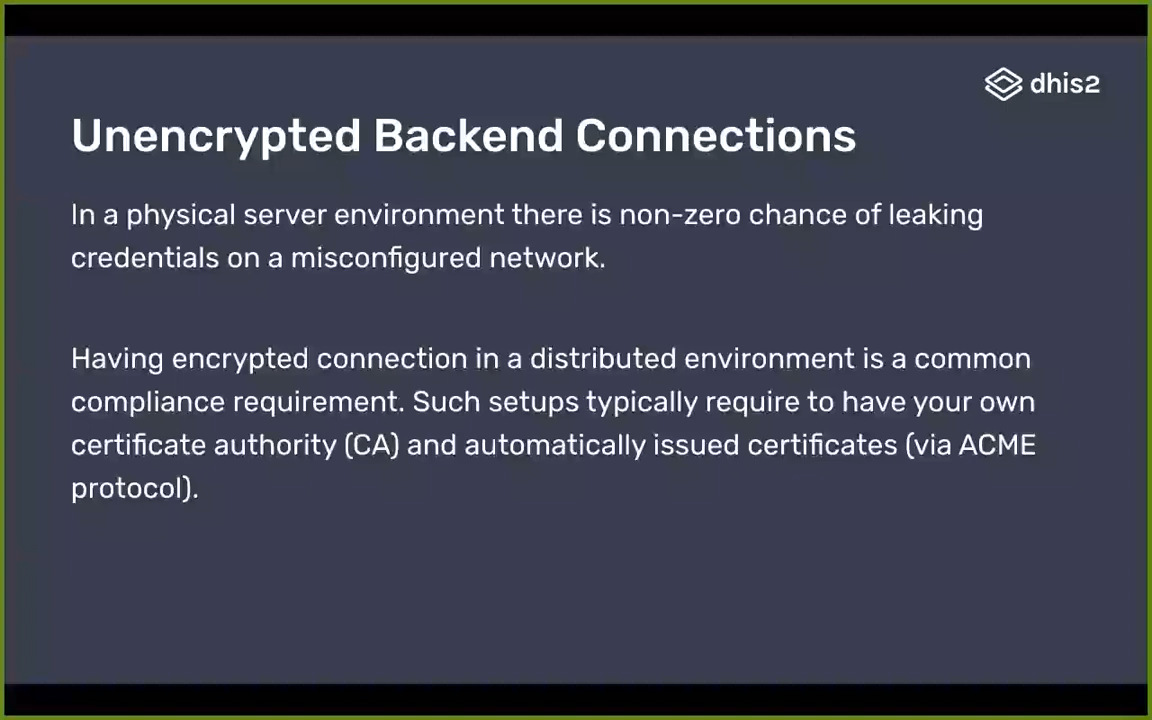 dhis2
Unencrypted Backend Connections
In a physical server environment there is non-zero chance of leaking
credentials on a misconfigured network.
Having encrypted connection in a distributed environment is a common
compliance requirement. Such setups typically require to have your own
certificate authority (CA) and automatically issued certificates (via ACME
protocol).